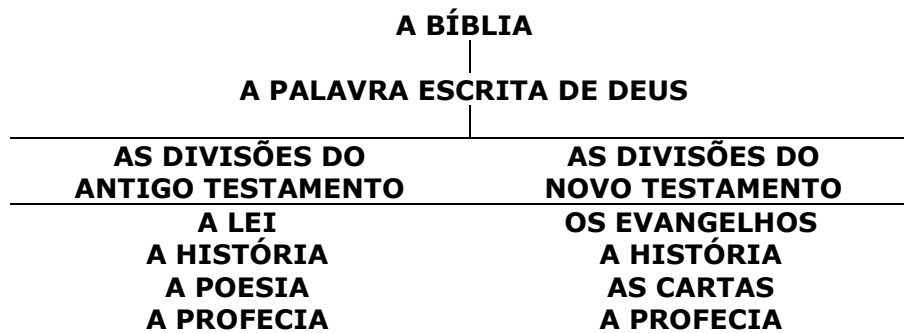 A BÍBLIA
A PALAVRA ESCRITA DE DEUS
AS DIVISÕES DO
ANTIGO TESTAMENTO
A LEI
A HISTÓRIA
A POESIA
A PROFECIA
AS DIVISÕES DO
NOVO TESTAMENTO
OS EVANGELHOS
A HISTÓRIA
AS CARTAS
A PROFECIA